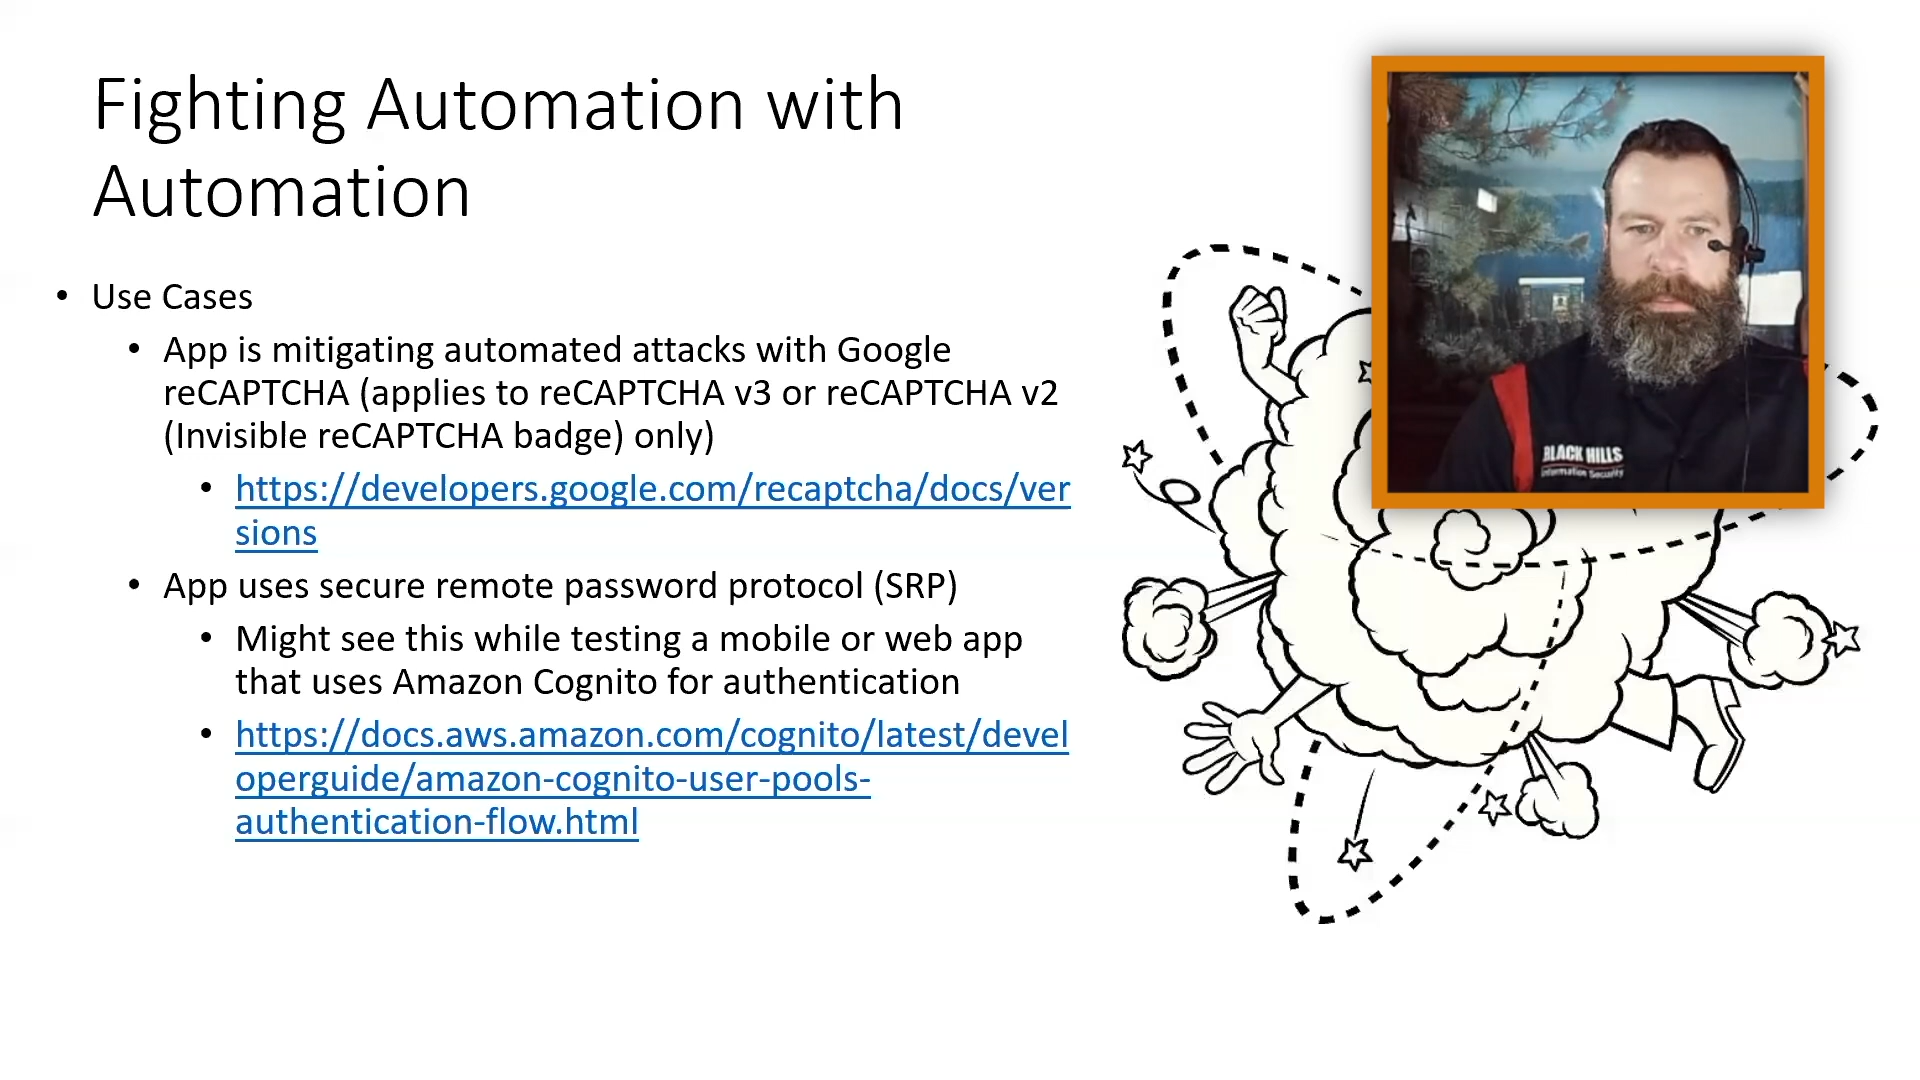 Fighting Automation with
Automation
• Use Cases
• App is mitigating automated attacks with Google
reCAPTCHA (applies to reCAPTCHA v3 or reCAPTCHA v2
(Invisible reCAPTCHA badge) only)
• https://developers.google.com/recaptcha/docs/ver
sions
• App uses secure remote password protocol (SRP)
• Might see this while testing a mobile or web app
that uses Amazon Cognito for authentication
• https://docs.aws.amazon.com/cognito/latest/devel
operguide/amazon-cognito-user-pools-
authentication-flow.html
BLACK HILLS
Information Security